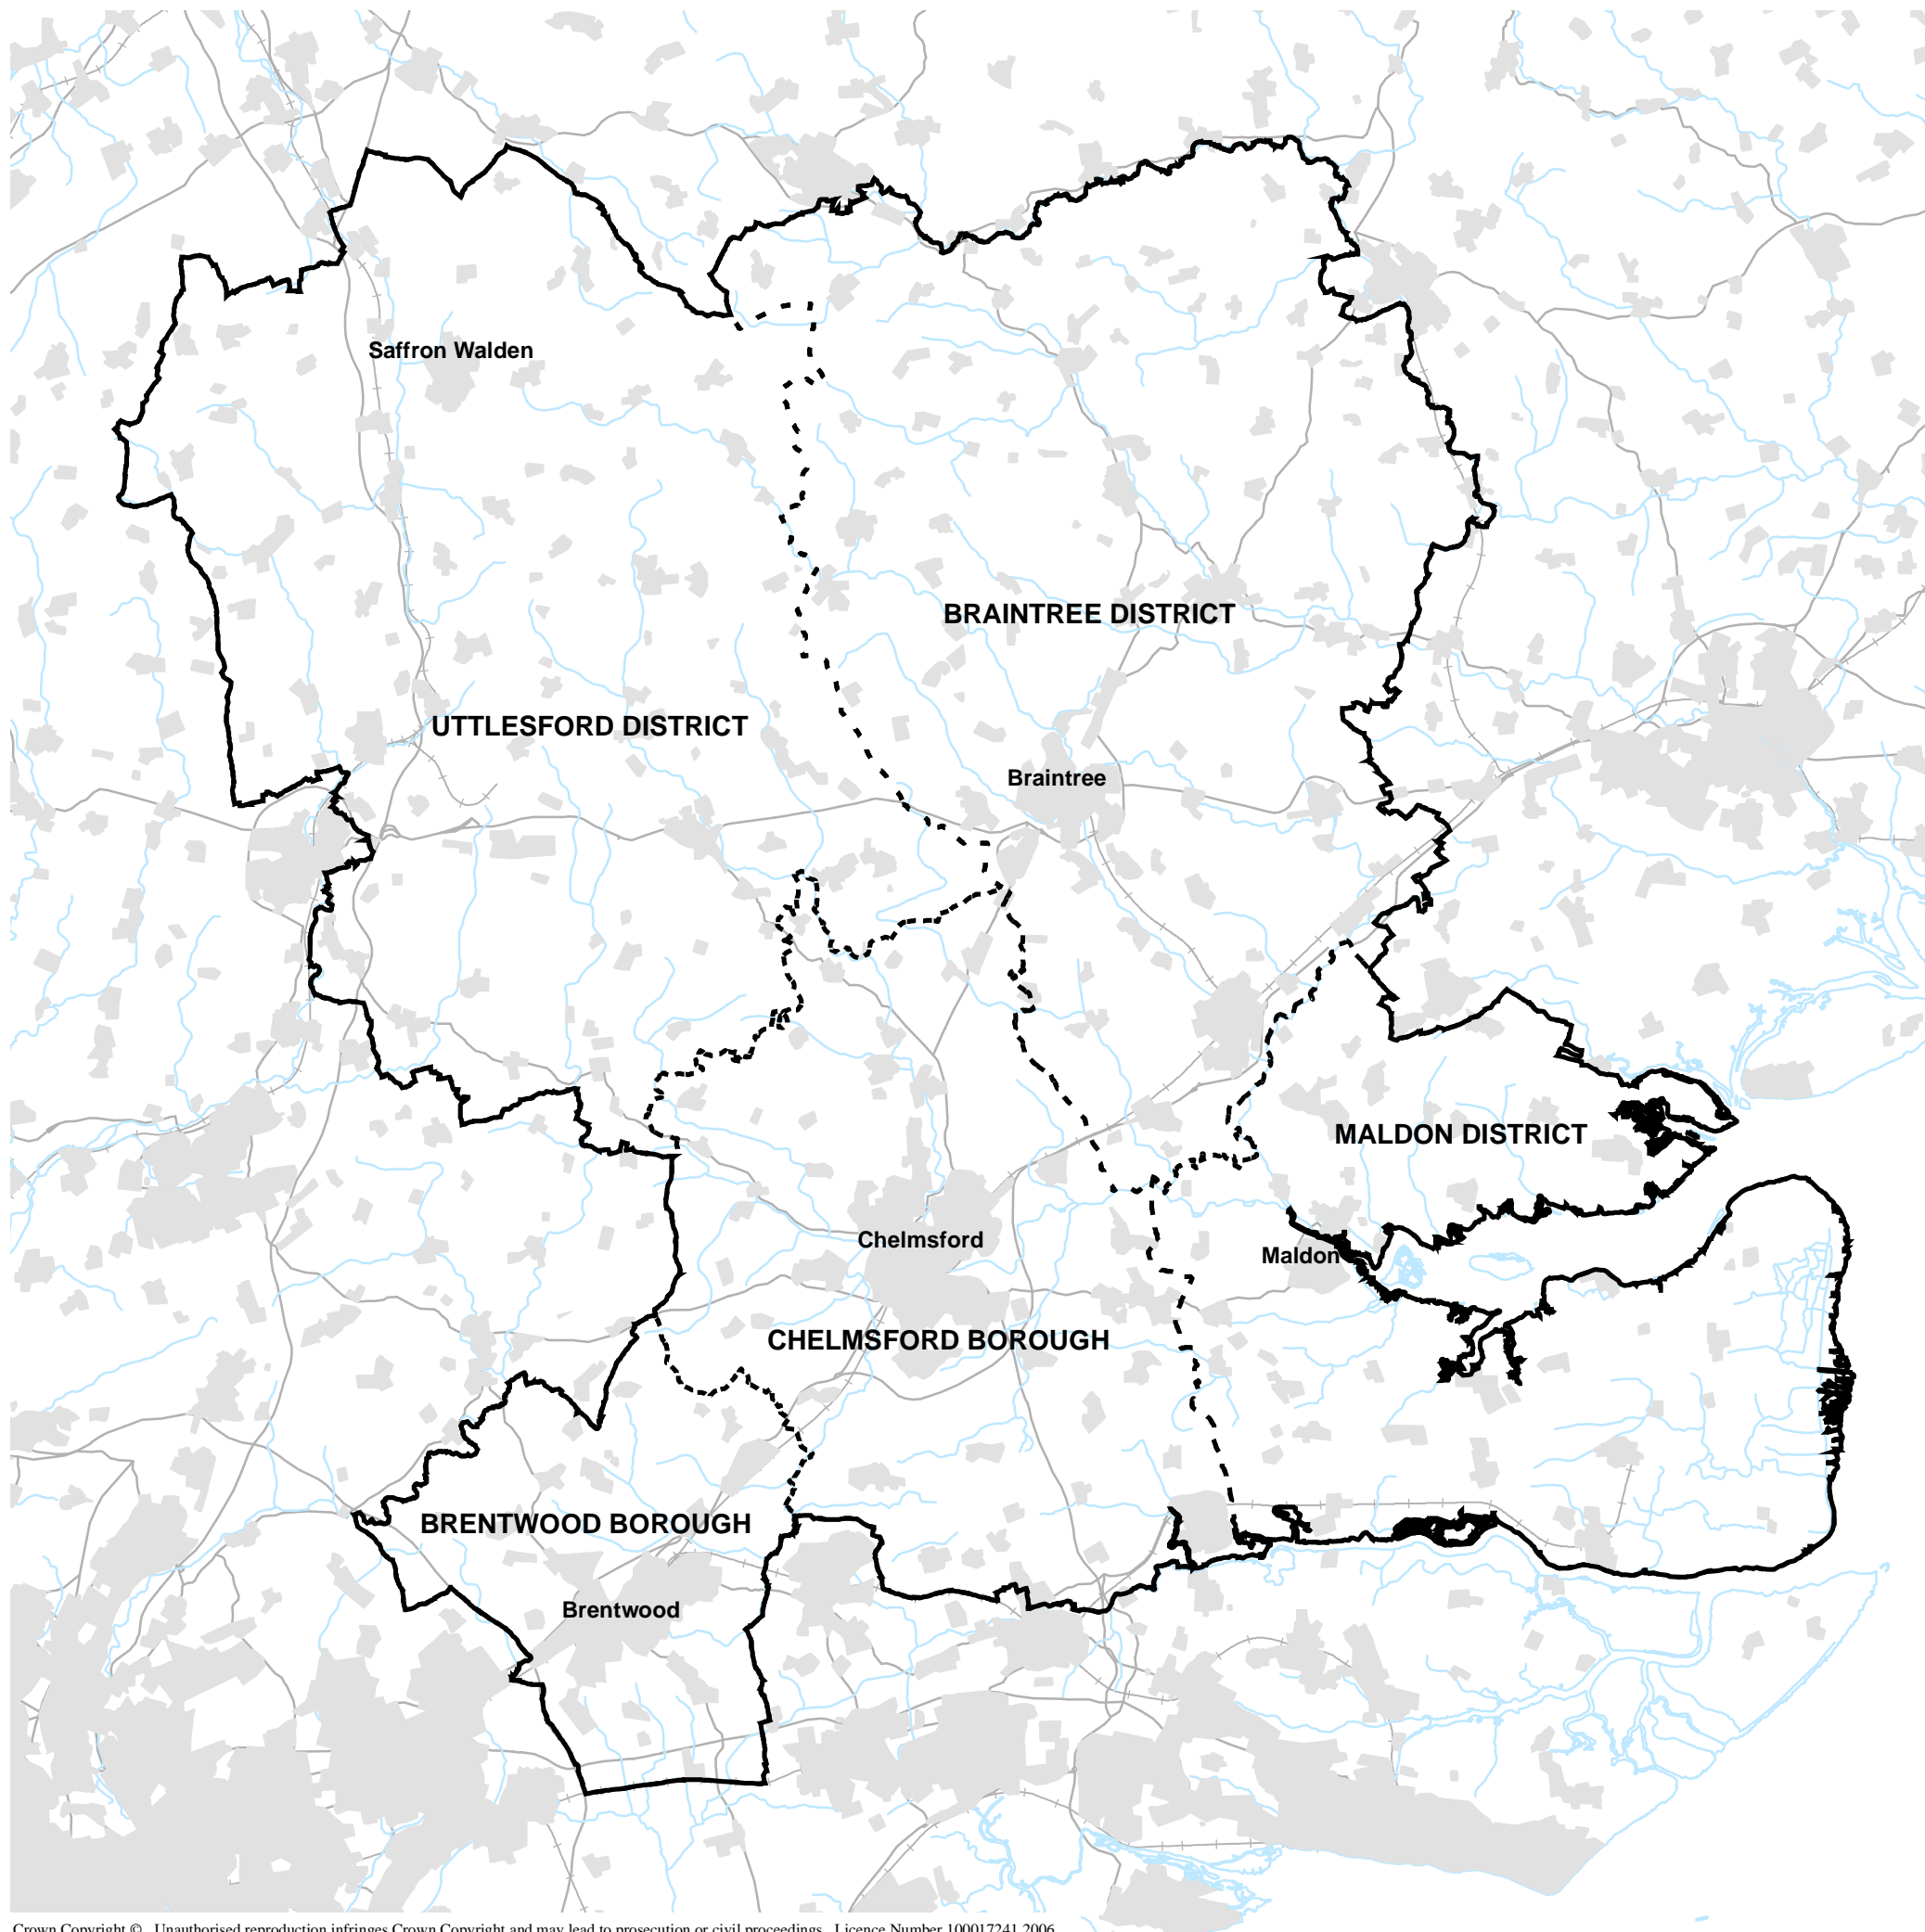 Saffron Walden
BRAINTREE DISTRICT
UTTLESFORD DISTRICT
Braintree
MALDON DISTRICT
Chelmsford
Maldon
CHELMSFORD BOROUGH
BRENTWOOD BOROUGH
Brentwood
Crown Copyright ©. Unauthorised reproduction infringes Crown Copyright and may lead to prosecution or civil proceedings. Licence Number 100017241 2006